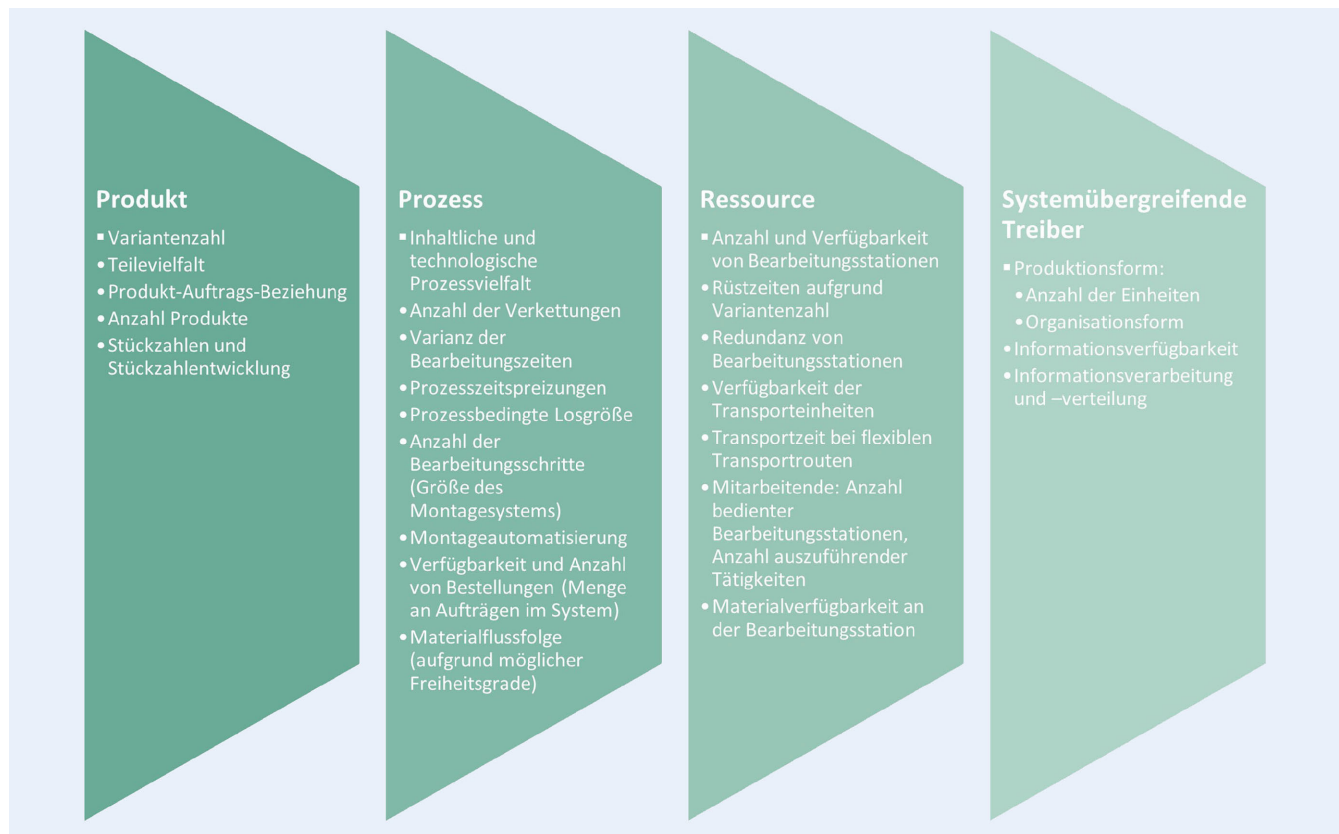 Produkt
▪ Variantenzahl
• Teilevielfalt
• Produkt-Auftrags-Beziehung
• Anzahl Produkte
• Stückzahlen und
Stückzahlentwicklung
Prozess
▪ Inhaltliche und
technologische
Prozessvielfalt
• Anzahl der Verkettungen
• Varianz der
Bearbeitungszeiten
• Prozesszeitspreizungen
• Prozessbedingte Losgröße
• Anzahl der
Bearbeitungsschritte
(Größe des
Montagesystems)
• Montageautomatisierung
• Verfügbarkeit und Anzahl
von Bestellungen (Menge
an Aufträgen im System)
• Materialflussfolge
(aufgrund möglicher
Freiheitsgrade)
Ressource
▪ Anzahl und Verfügbarkeit
von Bearbeitungsstationen
• Rüstzeiten aufgrund
Variantenzahl
• Redundanz von
Bearbeitungsstationen
• Verfügbarkeit der
Transporteinheiten
• Transportzeit bei flexiblen
Transportrouten
• Mitarbeitende: Anzahl
bedienter
Bearbeitungsstationen,
Anzahl auszuführender
Tätigkeiten
• Materialverfügbarkeit an
der Bearbeitungsstation
Systemübergreifende
Treiber
▪ Produktionsform:
• Anzahl der Einheiten
• Organisationsform
• Informationsverfügbarkeit
• Informationsverarbeitung
und –verteilung